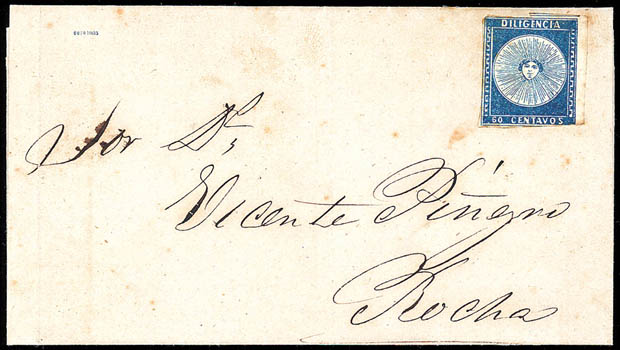 DILIGENCIA
60 CENTAVOS
Sor Dn,
Vicente Piñeyro
Rocha